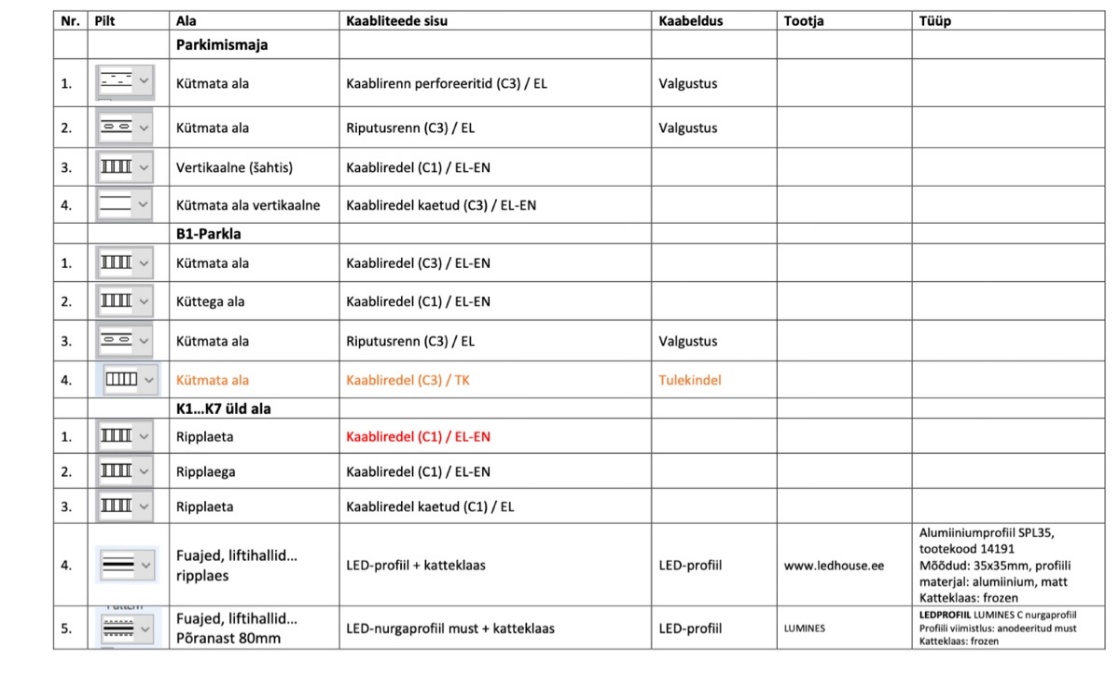 Nr. Pilt Ala Kaabliteede sisu Kaabeldus Tootja Tüüp
Parkimismaja
1. Kütmata ala Kaablirenn perforeeritid (C3) / EL Valgustus
2. Kütmata ala Riputusrenn (C3) / EL Valgustus
3. Vertikaalne (šahtis) Kaabliredel (C1) / EL-EN
4. Kütmata ala vertikaalne Kaabliredel kaetud (C3) / EL-EN
B1-Parkla
1. Kütmata ala Kaabliredel (C3) / EL-EN
2. Küttega ala Kaabliredel (C1) / EL-EN
3. Kütmata ala Riputusrenn (C3) / EL Valgustus
4. Kütmata ala Kaabliredel (C3) / TK Tulekindel
K1...K7 üld ala
1. Ripplaeta Kaabliredel (C1) / EL-EN
2. Ripplaega Kaabliredel (C1) / EL-EN
3. Ripplaeta Kaabliredel kaetud (C1) / EL
4. Fuajed, liftihallid...
ripplaes
LED-profiil + katteklaas LED-profiil www.ledhouse.ee
Alumiiniumprofiil SPL35,
tootekood 14191
Mõõdud: 35x35mm, profiili
materjal: alumiinium, matt
Katteklaas: frozen
5. Fuajed, liftihallid...
Põranast 80mm
LED-nurgaprofiil must + katteklaas LED-profiil LUMINES
LEDPROFIIL LUMINES C nurgaprofiil
Profiili viimistlus: anodeeritud must
Katteklaas: frozen